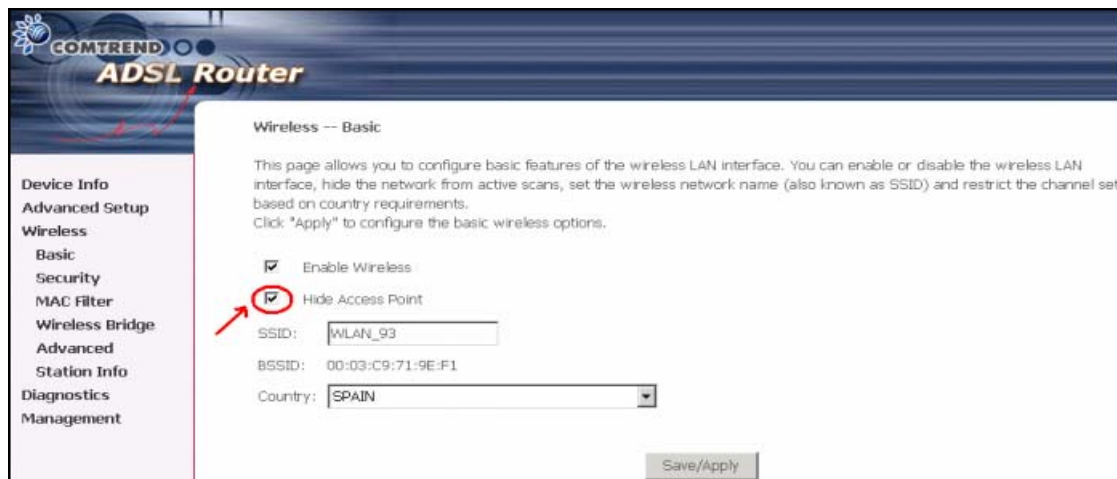 COMTREND
ADSL Router
Device Info
Advanced Setup
Wireless
Basic
Security
MAC Filter
Wireless Bridge
Advanced
Station Info
Diagnostics
Management
Wireless -- Basic
This page allows you to configure basic features of the wireless LAN interface. You can enable or disable the wireless LAN
interface, hide the network from active scans, set the wireless network name (also known as SSID) and restrict the channel set
based on country requirements.
Click "Apply" to configure the basic wireless options.
Enable Wireless
Hide Access Point
SSID: WLAN_93
BSSID: 00:03:C9:71:9E:F1
Country: SPAIN
Save/Apply